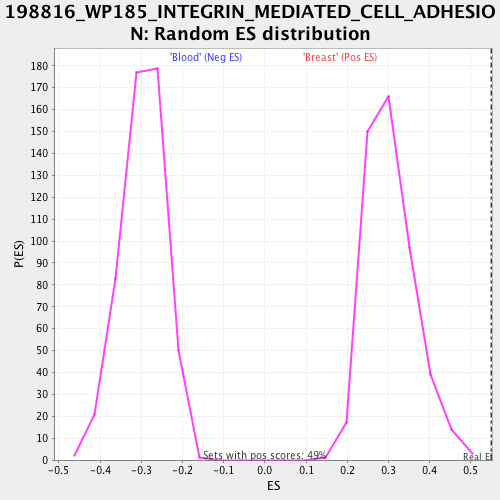 198816_WP185_INTEGRIN_MEDIATED_CELL_ADHESIO
N: Random ES distribution
'Blood' (Neg ES) 'Breast' (Pos ES)
180
170
160
150
140
130
120
110
100
90
80
70
60
50
40
30
20
10
0
P(ES)
Sets with pos scores: 49%
Real E
-0.5 -0.4 -0.3 -0.2 -0.1 0.0 0.1 0.2 0.3 0.4 0.5
ES